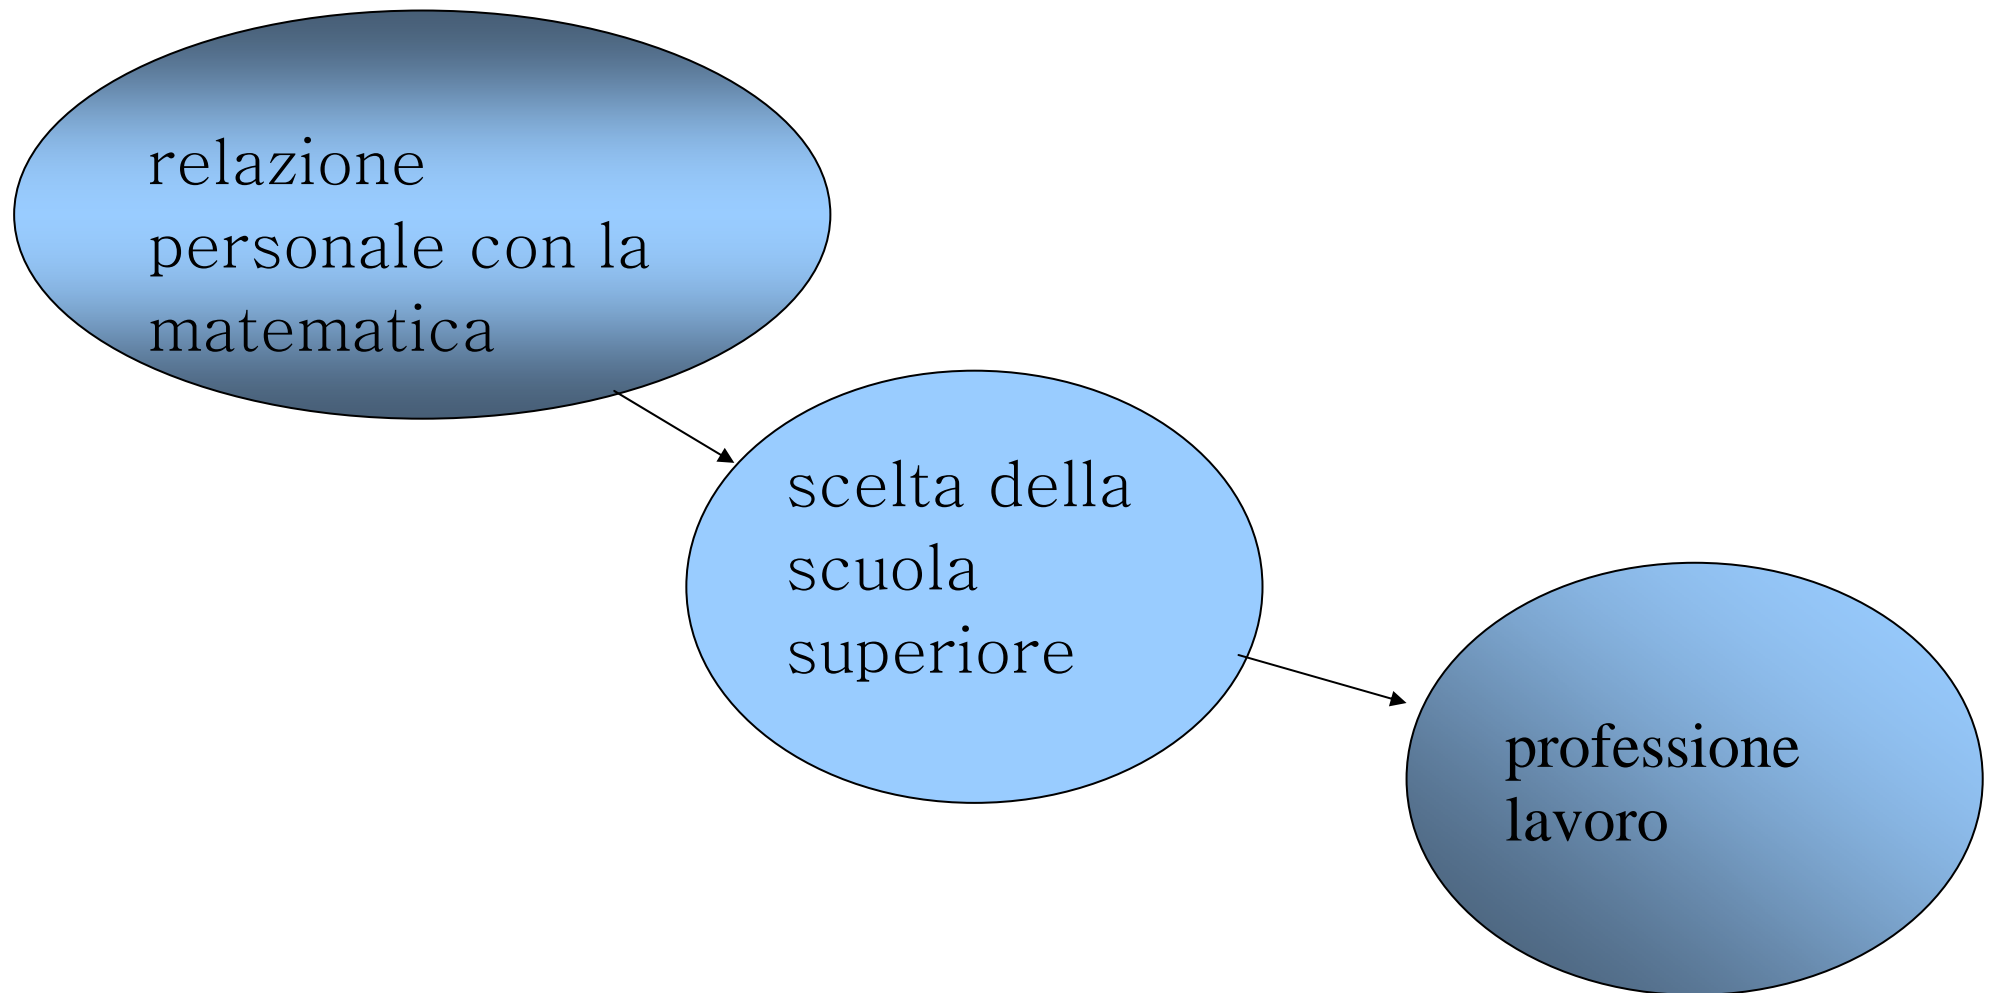 relazione
personale con la
matematica
scelta della
scuola
superiore
professione
lavoro